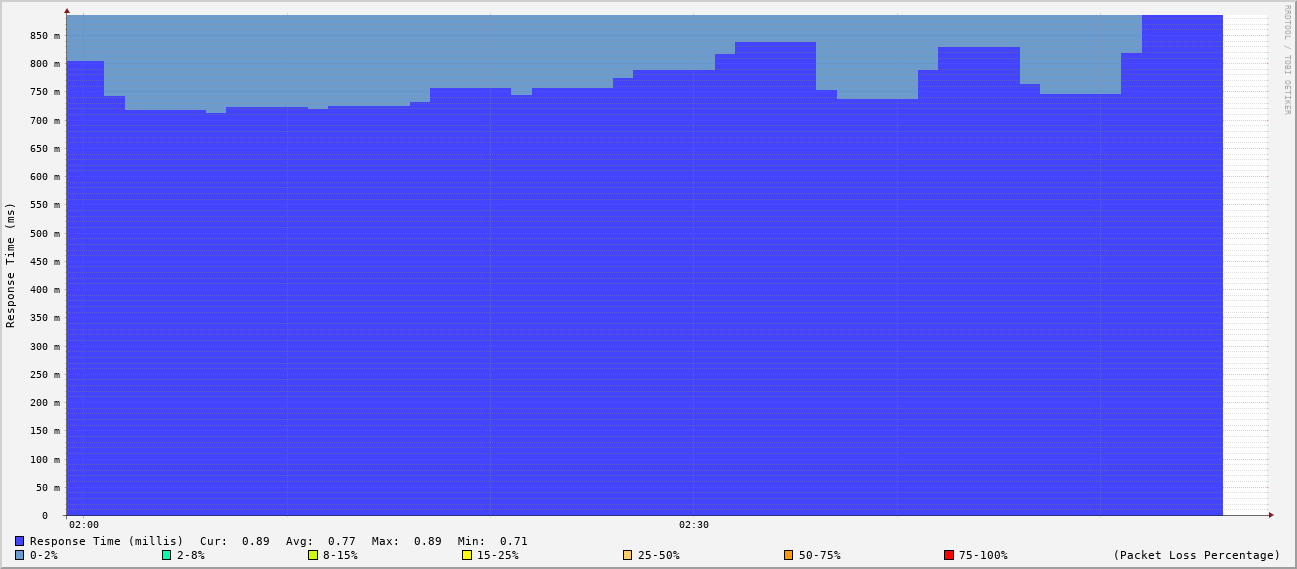 RRDTOOL / TOBI OETIKER
Response Time (ms)
850 m
800 m
750 m
700 m
650 m
600 m
550 m
500 m
450 m
400 m
350 m
300 m
250 m
200 m
150 m
100 m
50 m
0
02:00 02:30
Response Time (millis) Cur: 0.89 Avg: 0.77 Max: 0.89 Min: 0.71
0-2% 2-8% 8-15% 15-25% 25-50% 50-75% 75-100% (Packet Loss Percentage)